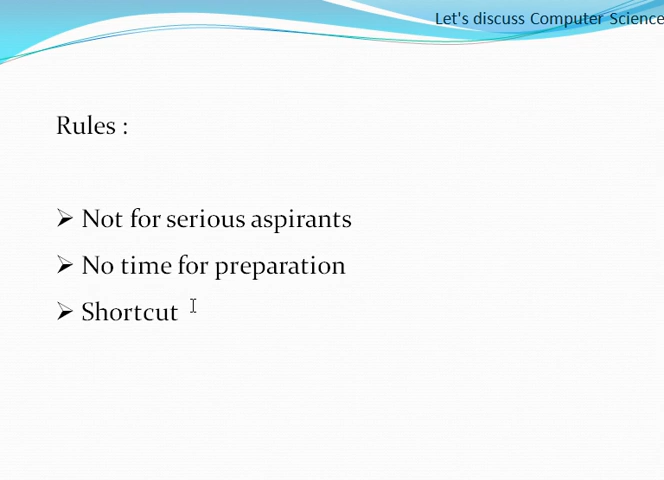 Let's discuss Computer Science
Rules :
➢ Not for serious aspirants
➢ No time for preparation
➢ Shortcut